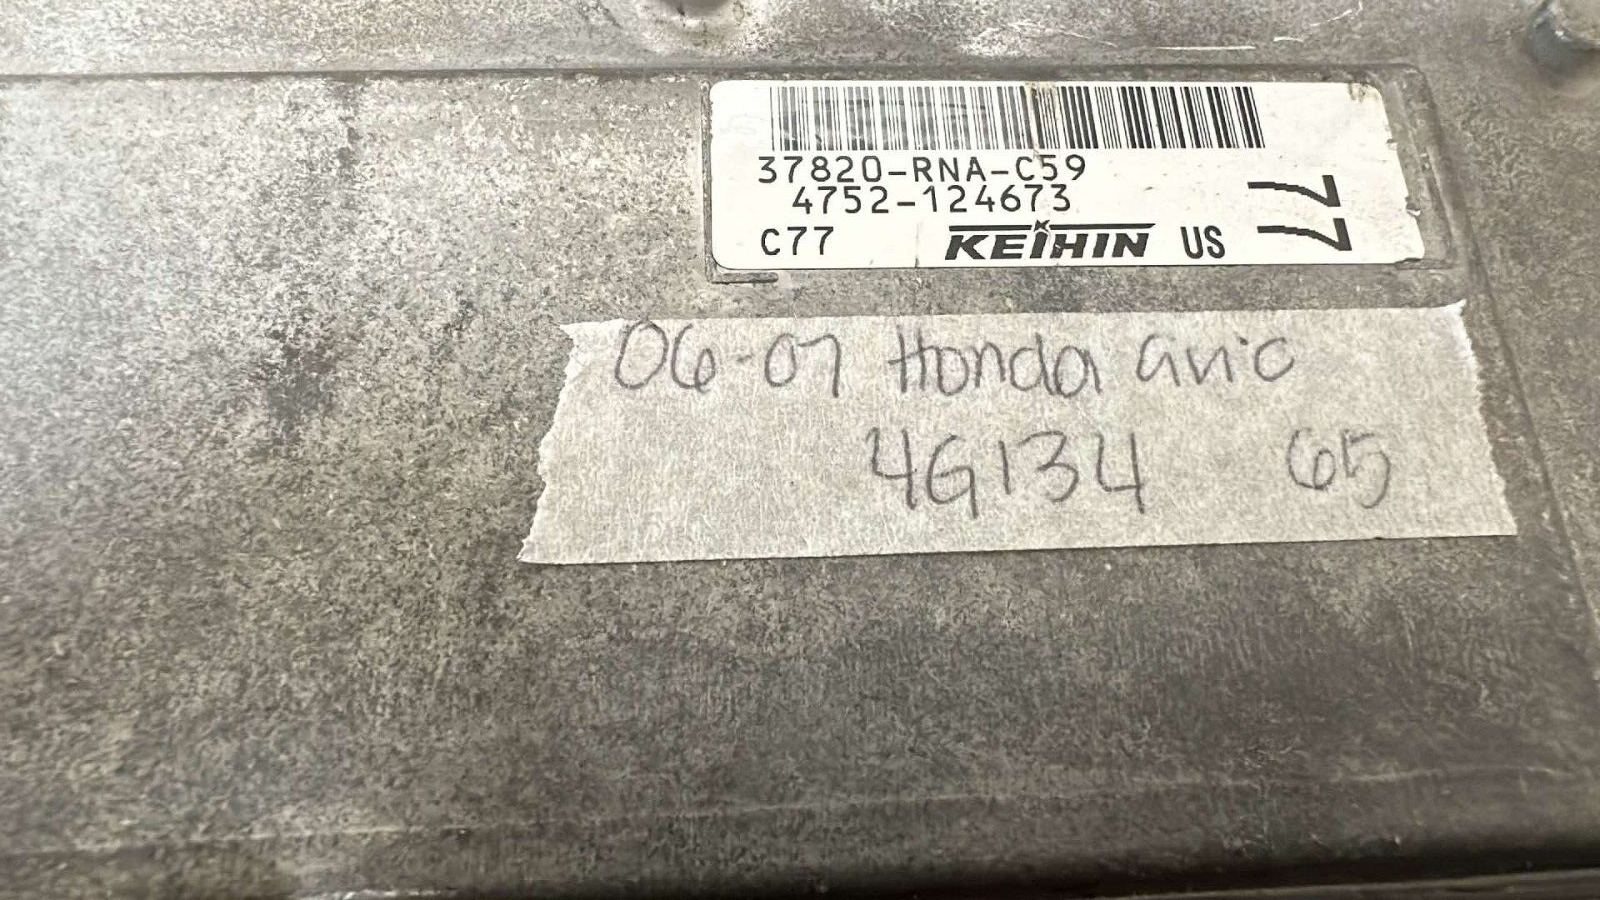 37820-RNA-C59
4752-124673
C77 KEIHIN US
77
06-07 Honda Civic
4G134 65